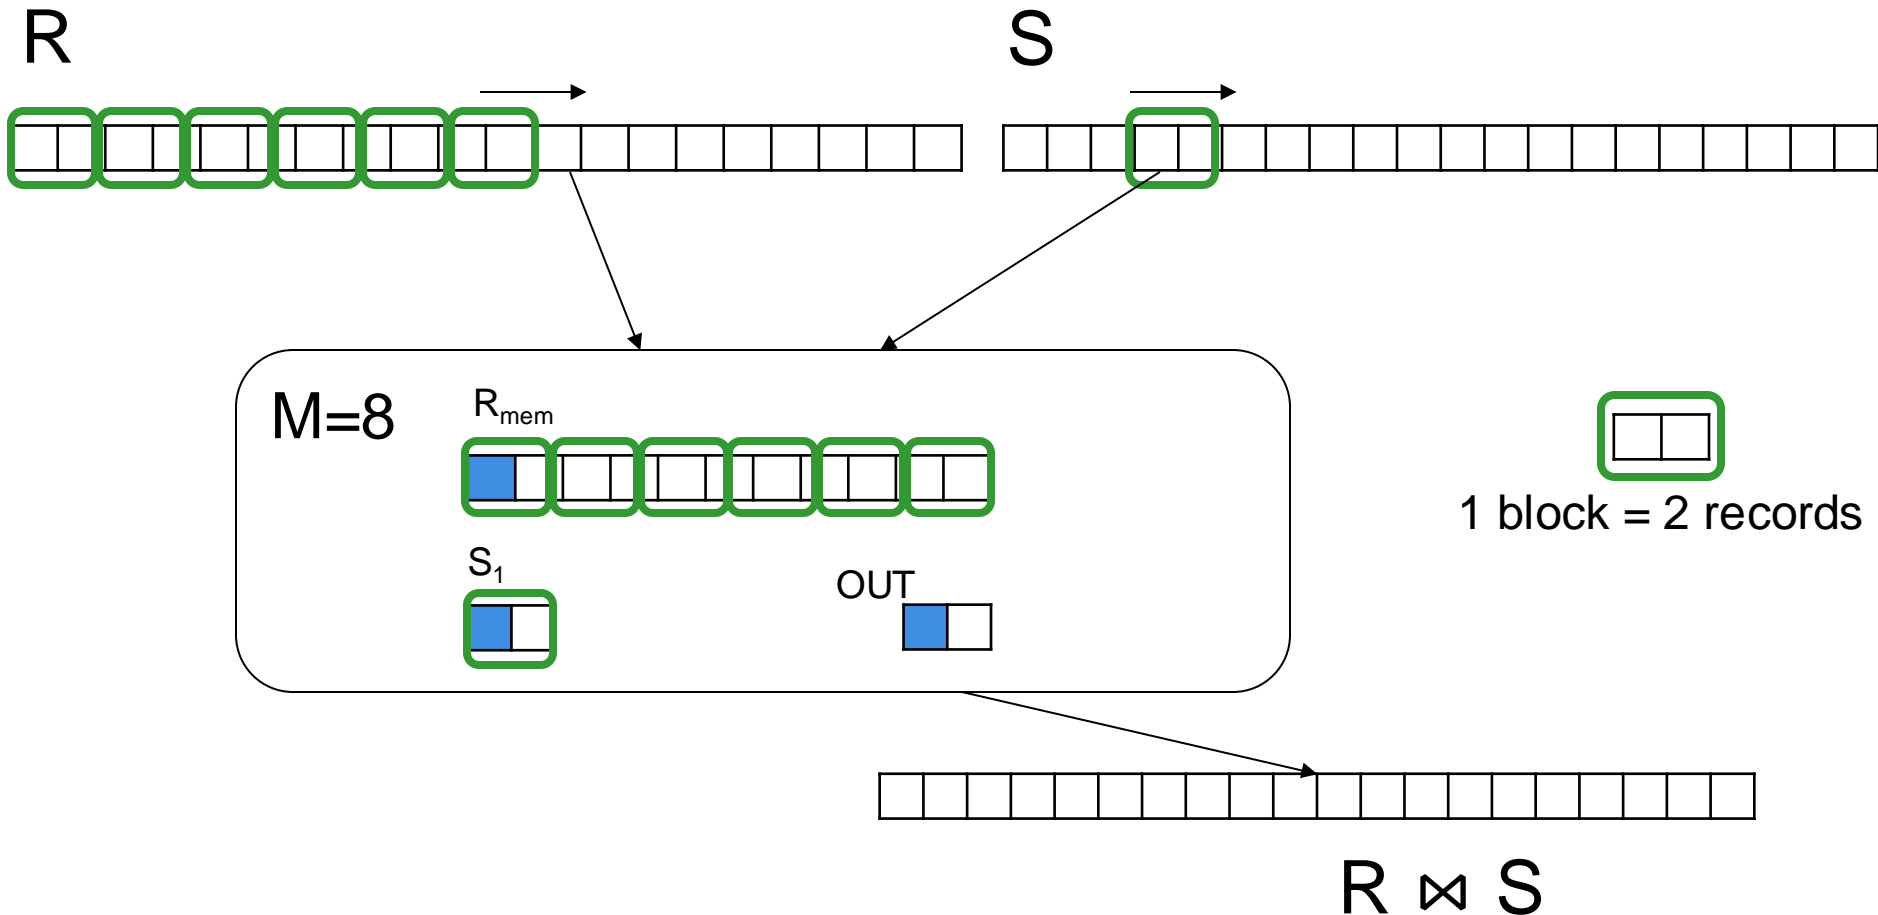 R
S
M=8
Rmem
S1
OUT
1 block = 2 records
R ⋈ S